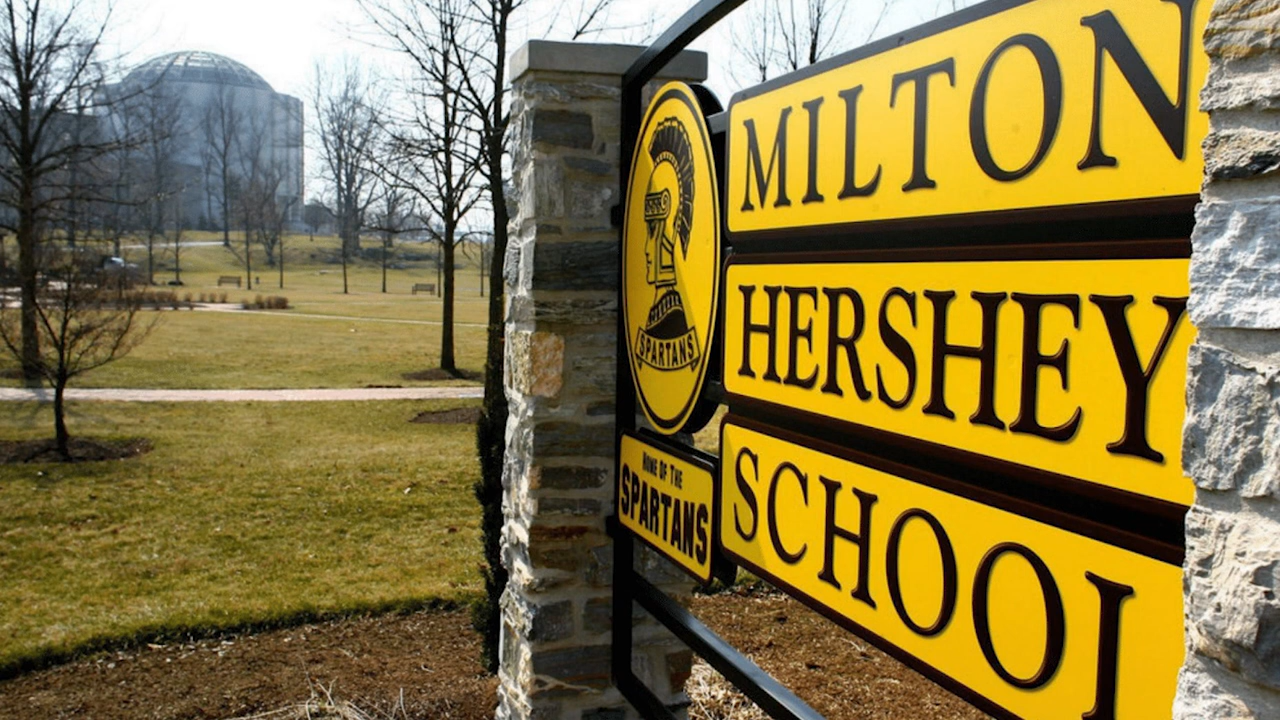 MILTON
HERSHEY
SCHOOL
SPARTANS
HOME OF THE
SPARTANS